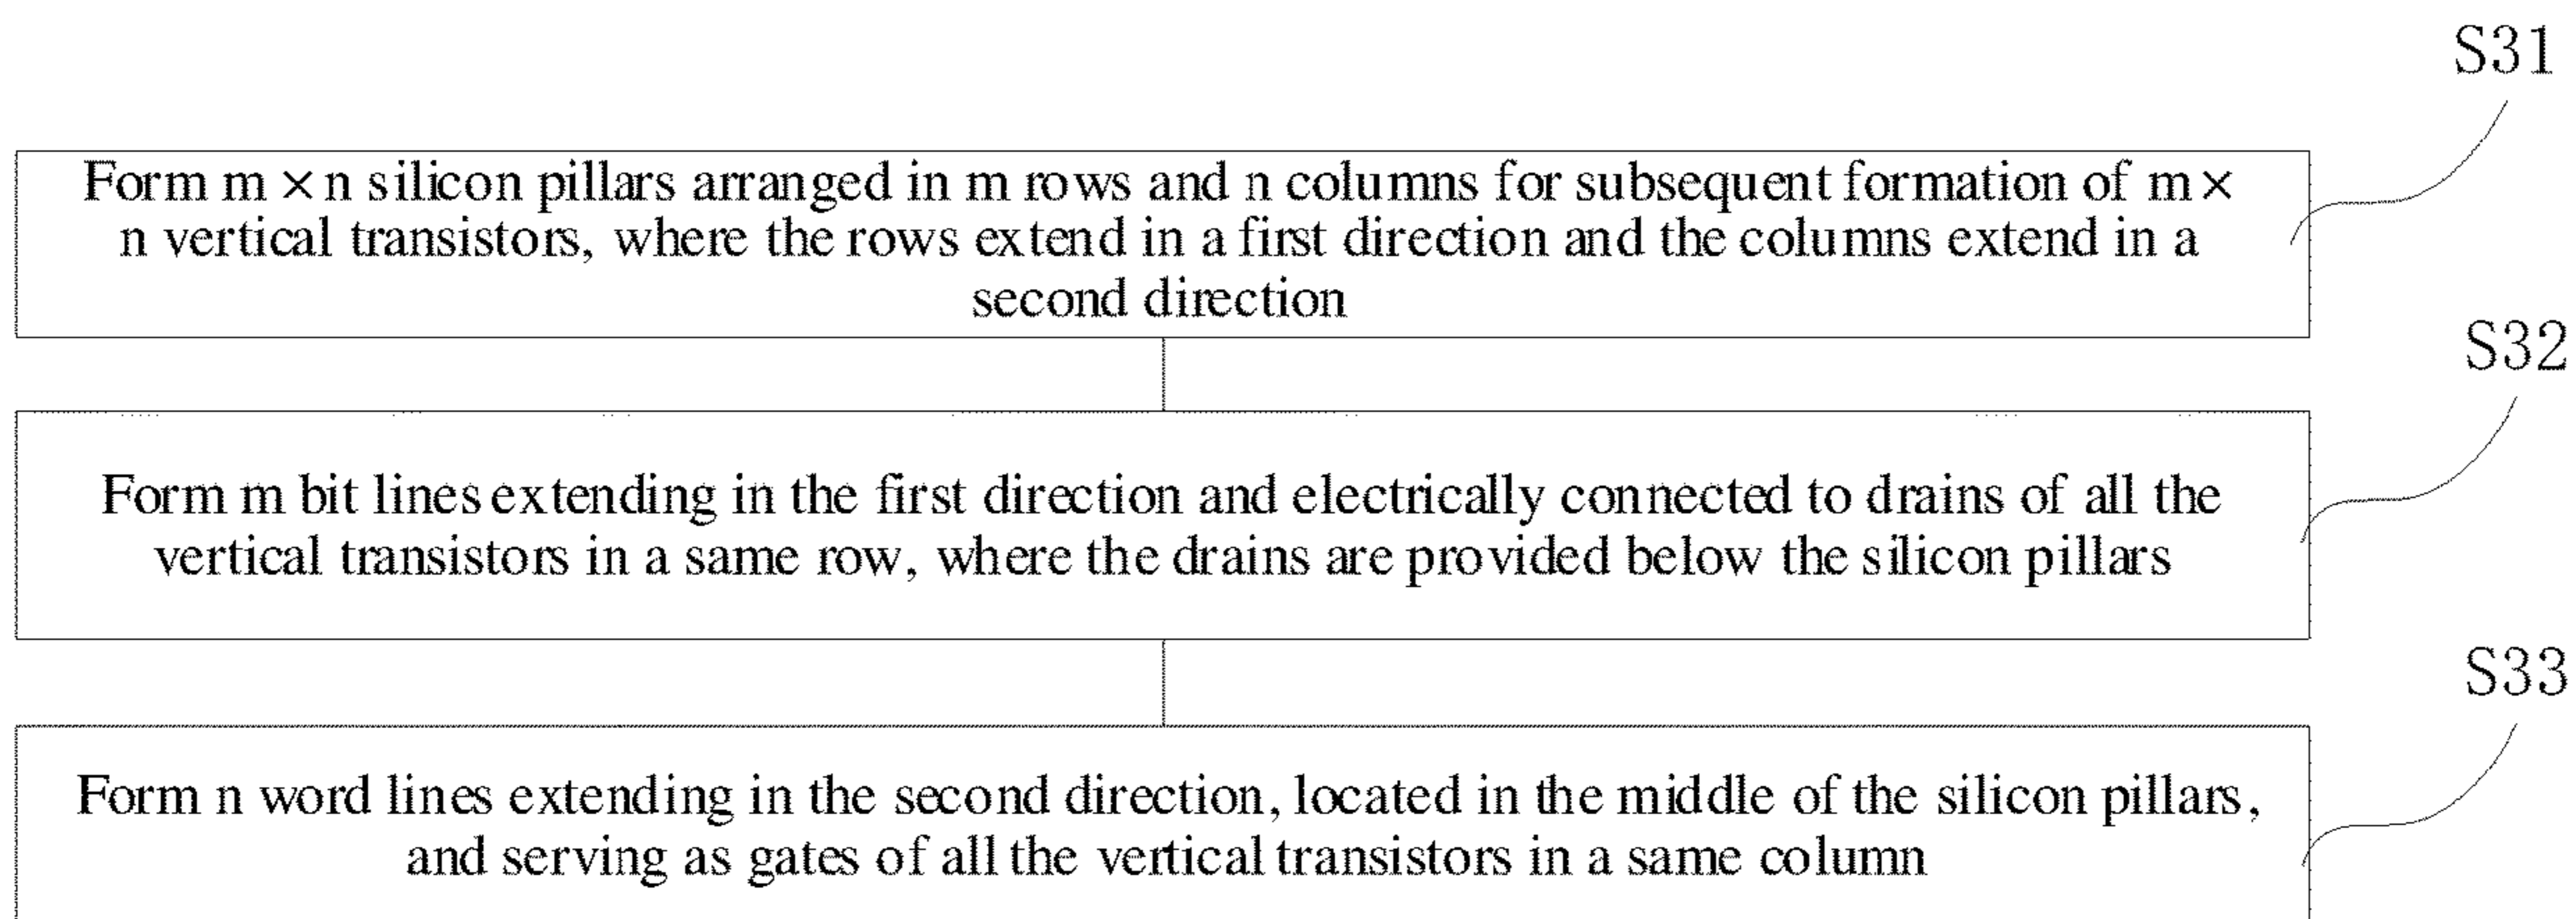 S31
Form m × n silicon pillars arranged in m rows and n columns for subsequent formation of m ×
n vertical transistors, where the rows extend in a first direction and the columns extend in a
second direction
S32
Form m bit lines extending in the first direction and electrically connected to drains of all the
vertical transistors in a same row, where the drains are provided below the silicon pillars
S33
Form n word lines extending in the second direction, located in the middle of the silicon pillars,
and serving as gates of all the vertical transistors in a same column